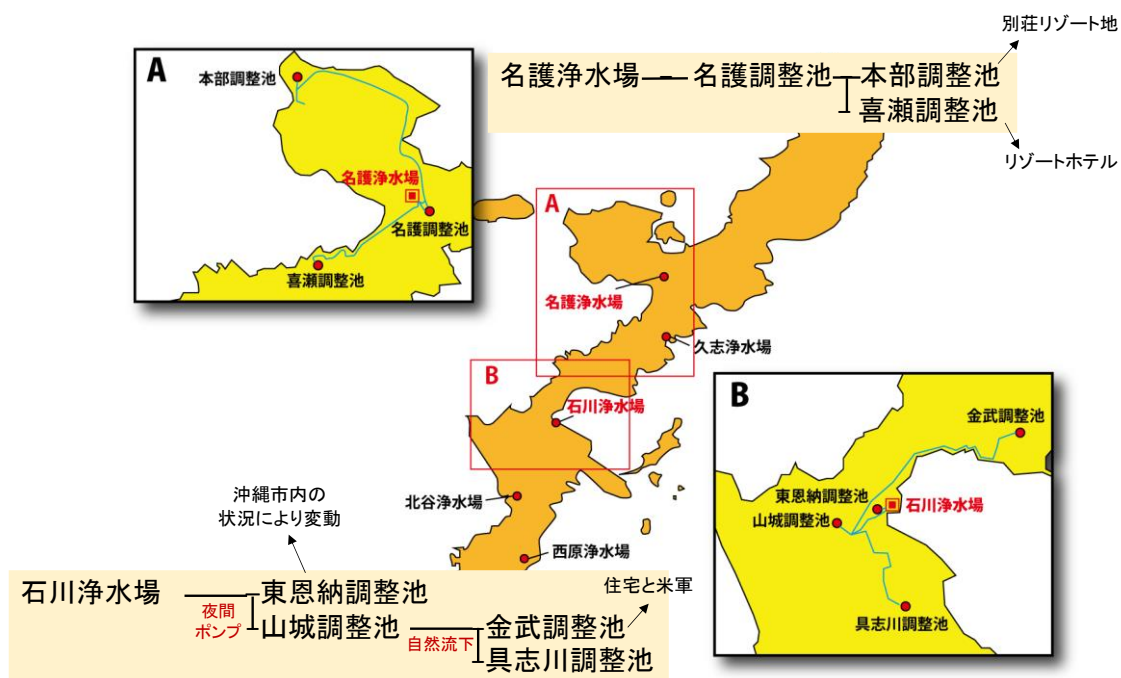 別荘リゾート地
名護浄水場
名護調整池
本部調整池
喜瀬調整池
リゾートホテル
A
本部調整池
名護浄水場
名護調整池
喜瀬調整池
A
名護浄水場
久志浄水場
B
石川浄水場
北谷浄水場
西原浄水場
B
金武調整池
東恩納調整池
石川浄水場
山城調整池
具志川調整池
沖縄市内の
状況により変動
石川浄水場
夜間
ポンプ
東恩納調整池
山城調整池
自然流下
住宅と米軍
金武調整池
具志川調整池